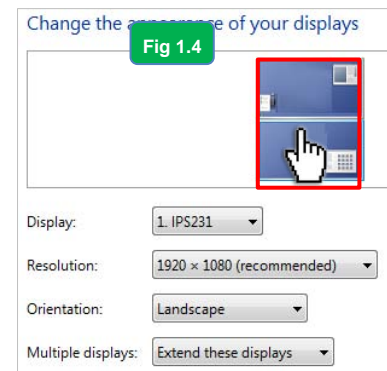 Change the appearance of your displays
Fig 1.4
Display: 1. IPS231
Resolution: 1920 × 1080 (recommended)
Orientation: Landscape
Multiple displays: Extend these displays